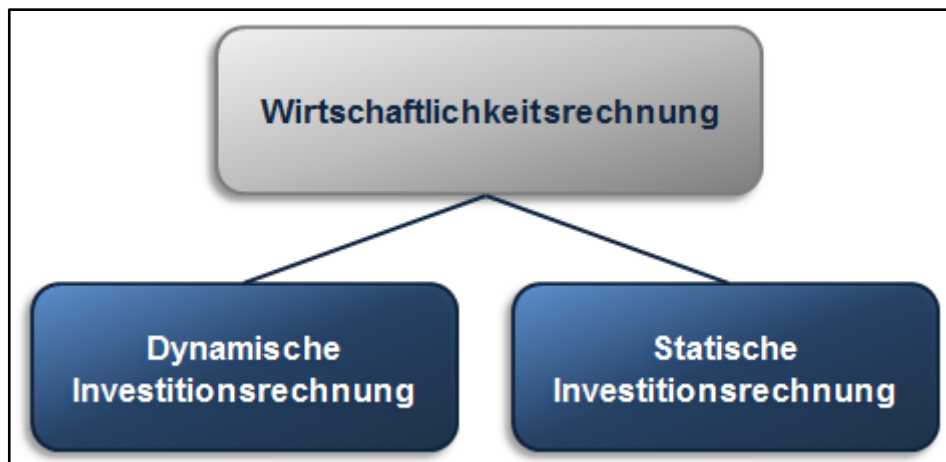 Wirtschaftlichkeitsrechnung
Dynamische
Investitionsrechnung
Statische
Investitionsrechnung